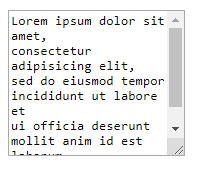 Lorem ipsum dolor sit
amet,
consectetur
adipisicing elit,
sed do eiusmod tempor
incididunt ut labore
et
ui officia deserunt
mollit anim id est
laborum